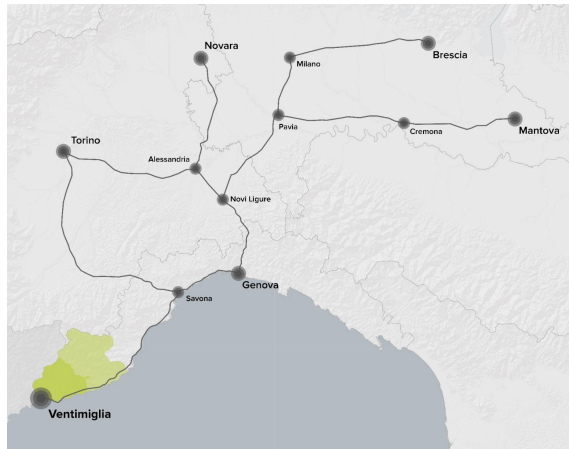 Novara
Brescia
Milano
Pavia
Cremona
Mantova
Torino
Alessandria
Novi Ligure
Genova
Savona
Ventimiglia